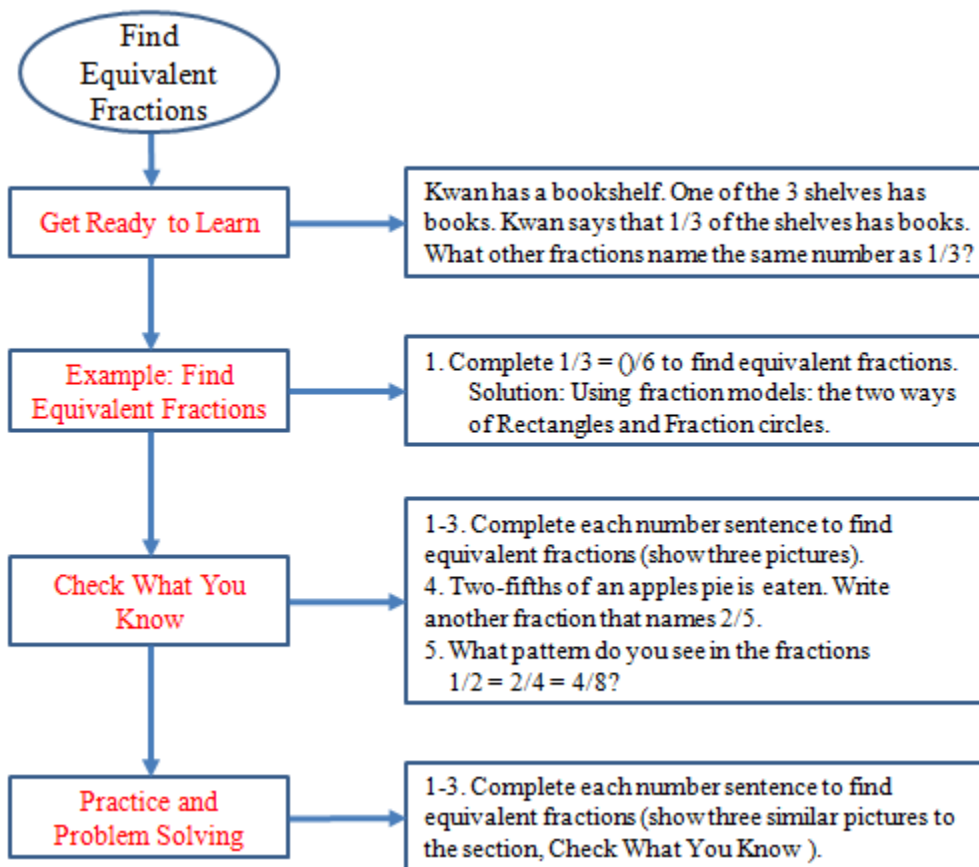 Find
Equivalent
Fractions
Get Ready to Learn
Kwan has a bookshelf. One of the 3 shelves has
books. Kwan says that 1/3 of the shelves has books.
What other fractions name the same number as 1/3?
Example: Find
Equivalent Fractions
1. Complete 1/3 = ()/6 to find equivalent fractions.
Solution: Using fraction models: the two ways
of Rectangles and Fraction circles.
Check What You
Know
1-3. Complete each number sentence to find
equivalent fractions (show three pictures).
4. Two-fifths of an apples pie is eaten. Write
another fraction that names 2/5.
5. What pattern do you see in the fractions
1/2 = 2/4 = 4/8?
Practice and
Problem Solving
1-3. Complete each number sentence to find
equivalent fractions (show three similar pictures to
the section, Check What You Know ).